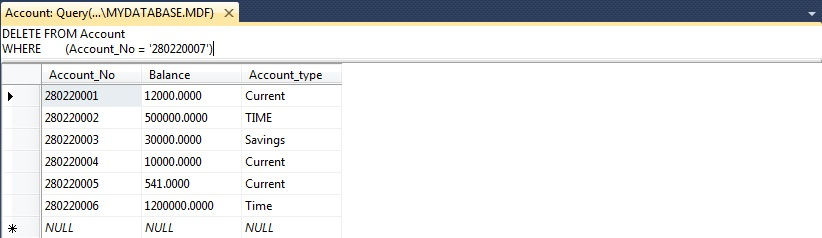 Account: Query(...\MYDATABASE.MDF)
DELETE FROM Account
WHERE (Account_No = '280220007')
Account_No Balance Account_type
280220001 12000.0000 Current
280220002 500000.0000 TIME
280220003 30000.0000 Savings
280220004 10000.0000 Current
280220005 541.0000 Current
280220006 1200000.0000 Time
NULL NULL NULL